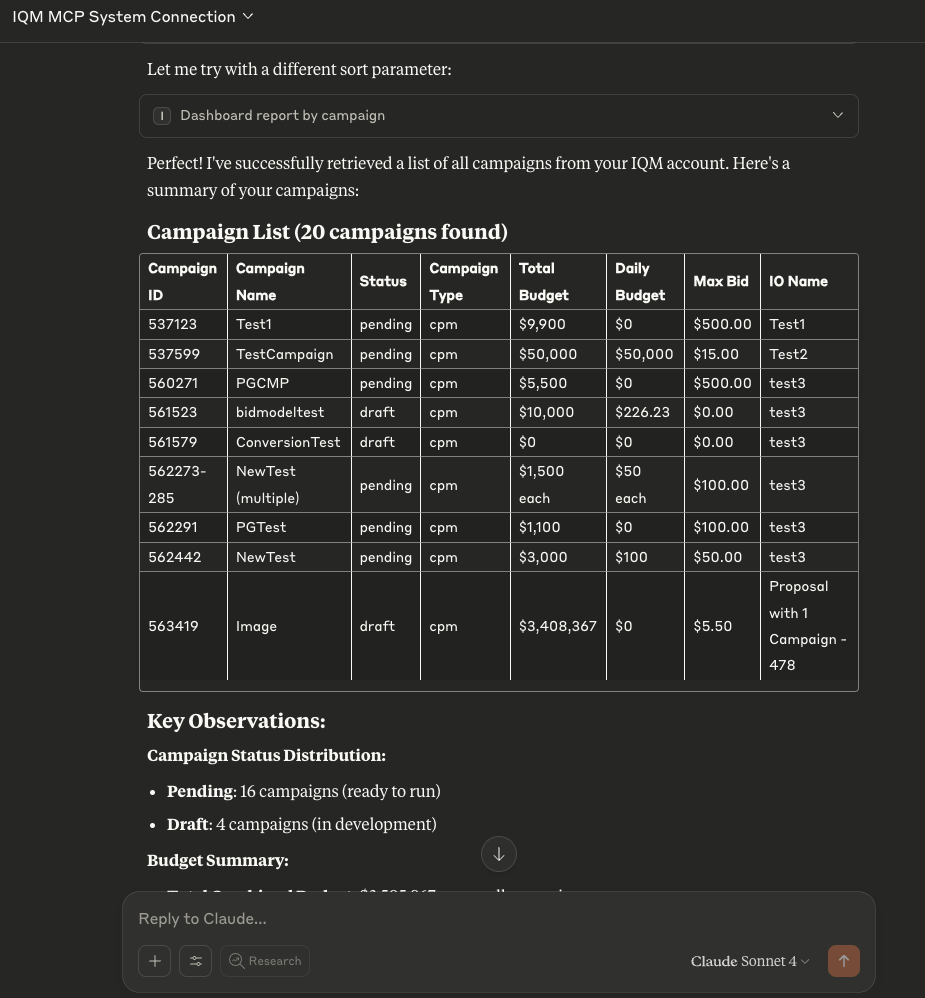 IQM MCP System Connection
Let me try with a different sort parameter:
I Dashboard report by campaign
Perfect! I've successfully retrieved a list of all campaigns from your IQM account. Here's a
summary of your campaigns:
Campaign List (20 campaigns found)
Campaign ID | Campaign Name | Status | Campaign Type | Total Budget | Daily Budget | Max Bid | IO Name
537123 | Test1 | pending | cpm | $9,900 | $0 | $500.00 | Test1
537599 | TestCampaign | pending | cpm | $50,000 | $50,000 | $15.00 | Test2
560271 | PGCMP | pending | cpm | $5,500 | $0 | $500.00 | test3
561523 | bidmodeltest | draft | cpm | $10,000 | $226.23 | $0.00 | test3
561579 | ConversionTest | draft | cpm | $0 | $0 | $0.00 | test3
562273-285 | NewTest (multiple) | pending | cpm | $1,500 each | $50 each | $100.00 | test3
562291 | PGTest | pending | cpm | $1,100 | $0 | $100.00 | test3
562442 | NewTest | pending | cpm | $3,000 | $100 | $50.00 | test3
563419 | Image | draft | cpm | $3,408,367 | $0 | $5.50 | Proposal with 1 Campaign - 478
Key Observations:
Campaign Status Distribution:
• Pending: 16 campaigns (ready to run)
• Draft: 4 campaigns (in development)
Budget Summary:
Reply to Claude...
Research
Claude Sonnet 4